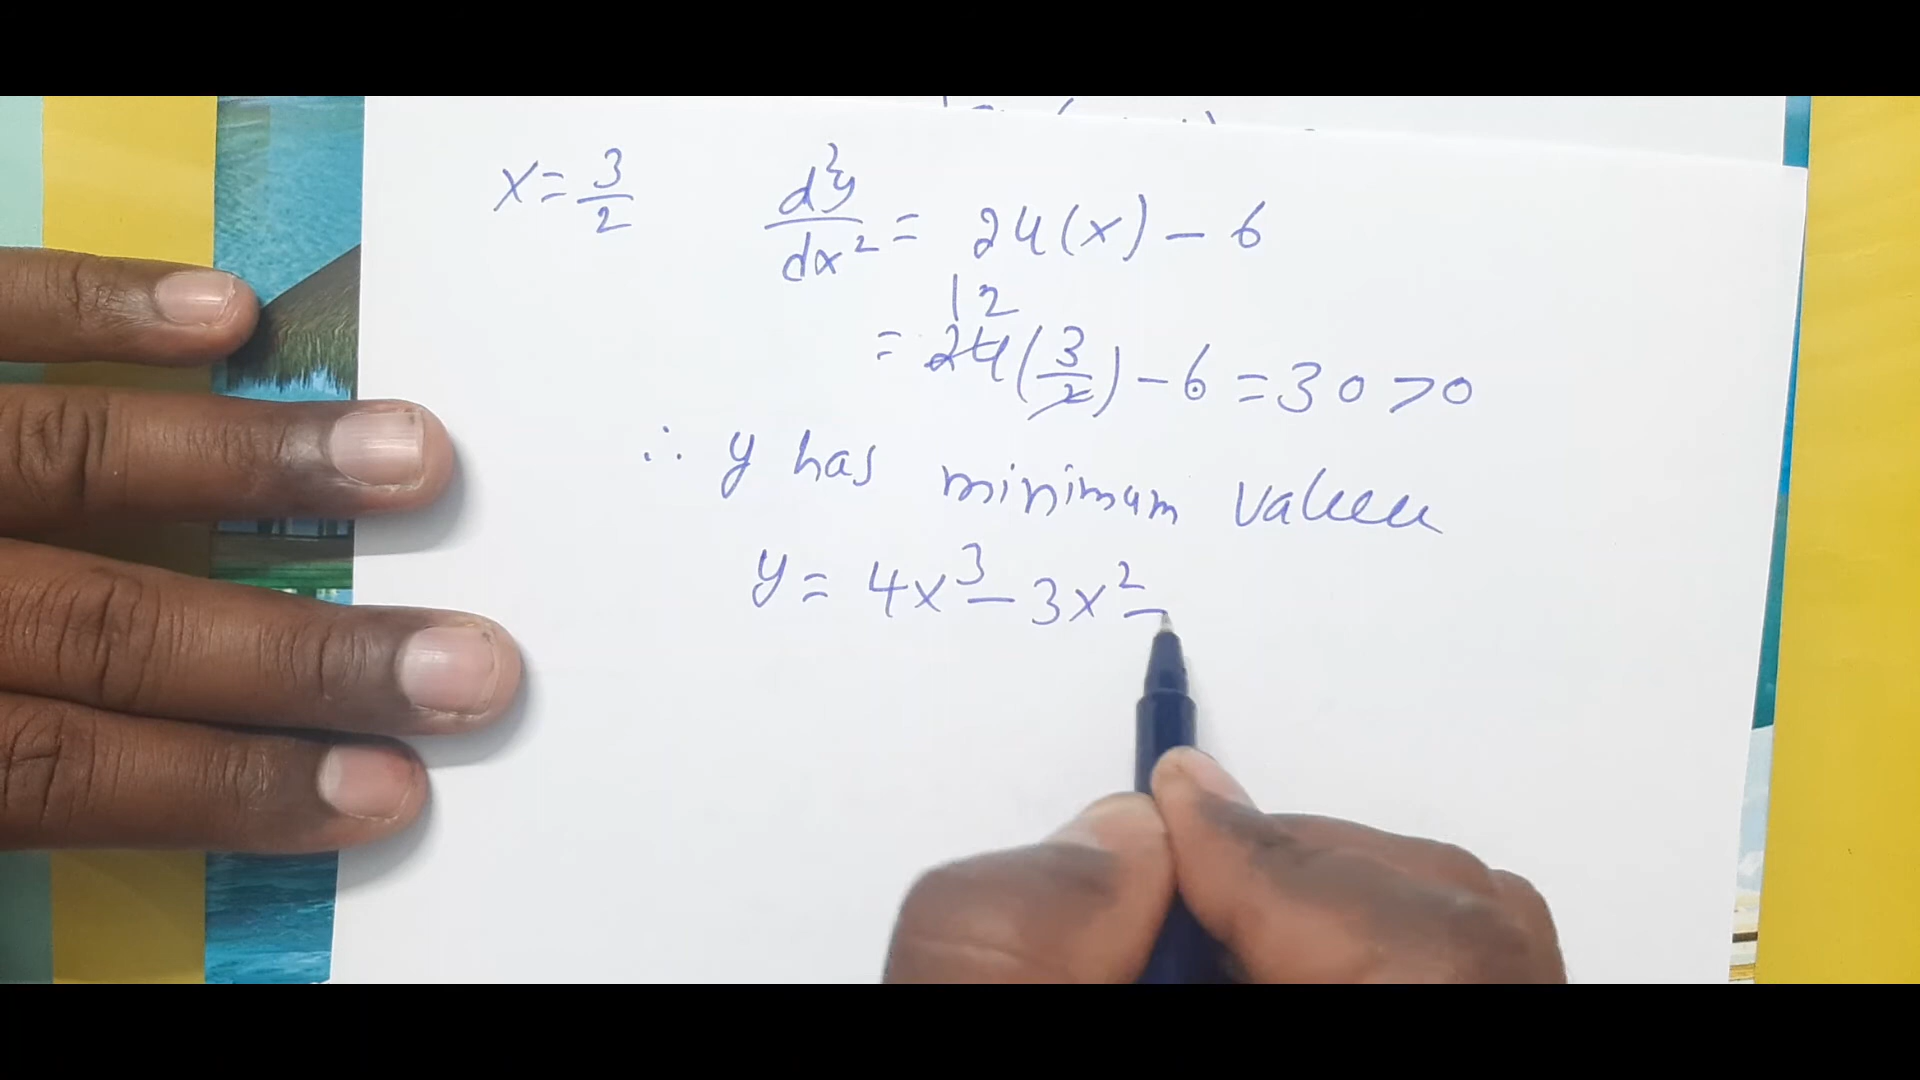 x = 3/2 d²y/dx² = 24(x) - 6
12
= 24(3/2) - 6 = 30 > 0
∴ y has minimum value
y = 4x³ - 3x² -